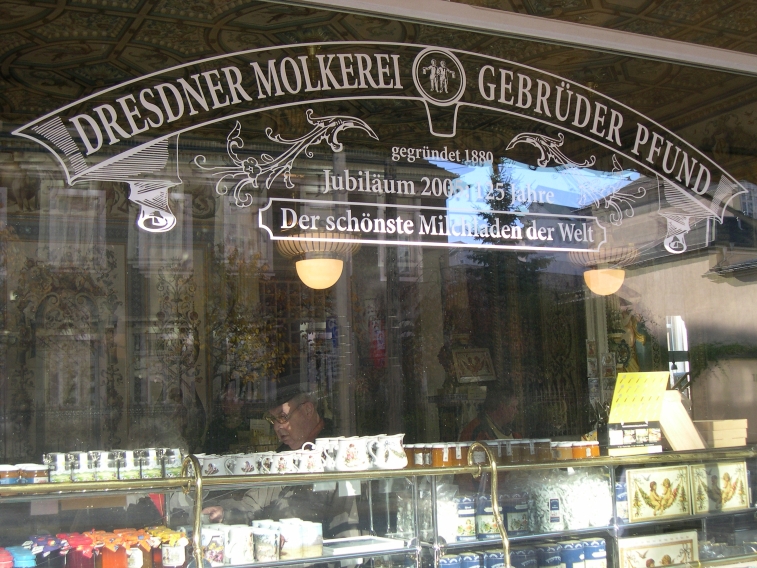 DRESDNER MOLKEREI GEBRÜDER PFUND
gegründet 1880
Jubiläum 2005 125 Jahre
Der schönste Milchladen der Welt